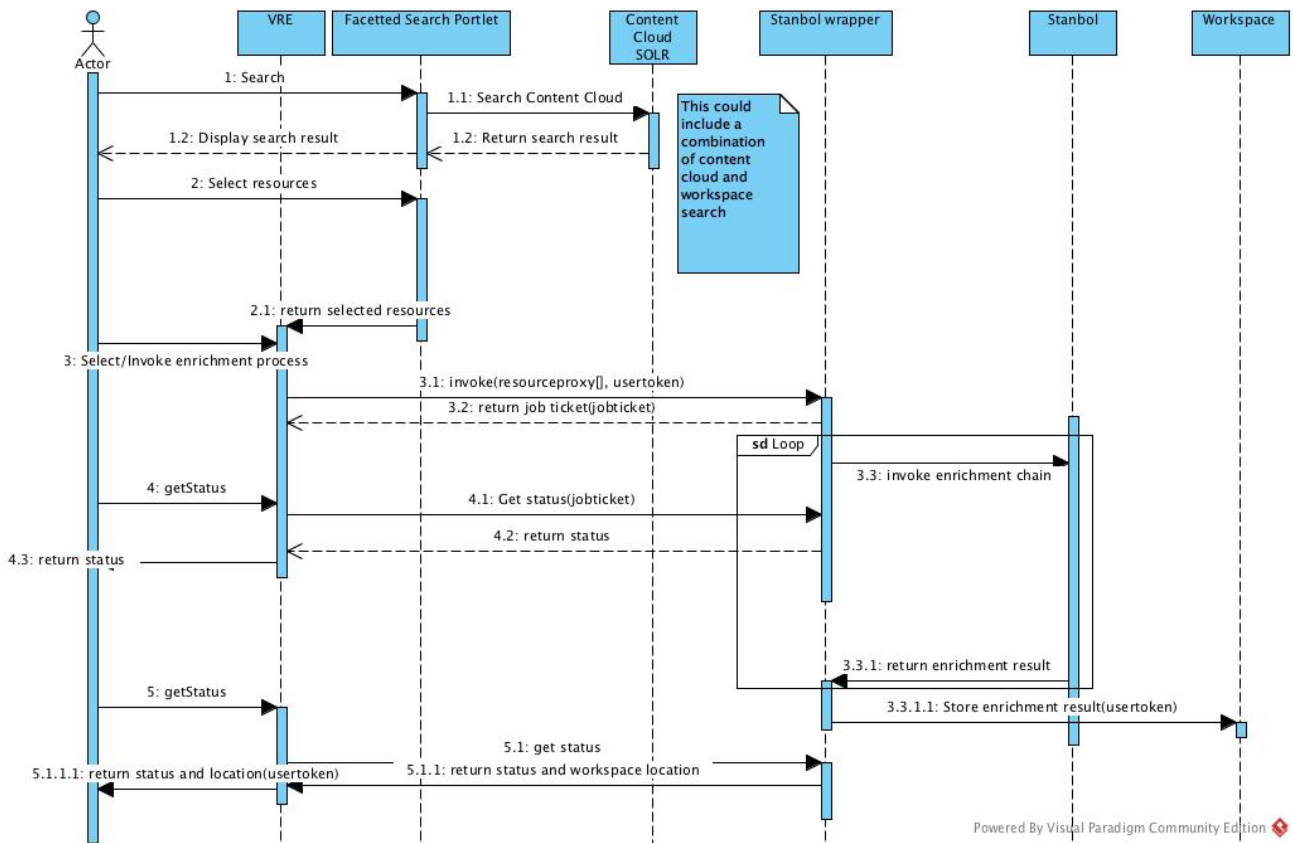 VRE
Facetted Search Portlet
Content
Cloud
SOLR
Stanbol wrapper
Stanbol
Workspace
Actor
1: Search
1.1: Search Content Cloud
This could
include a
combination
of content
cloud and
workspace
search
1.2: Display search result
1.2: Return search result
2: Select resources
2.1: return selected resources
3: Select/Invoke enrichment process
3.1: invoke(resourceproxy[], usertoken)
3.2: return job ticket(jobticket)
sd Loop
3.3: invoke enrichment chain
4: getStatus
4.1: Get status(jobticket)
4.2: return status
4.3: return status
3.3.1: return enrichment result
5: getStatus
3.3.1.1: Store enrichment result(usertoken)
5.1: get status
5.1.1: return status and workspace location
5.1.1.1: return status and location(usertoken)
Powered By Visual Paradigm Community Edition